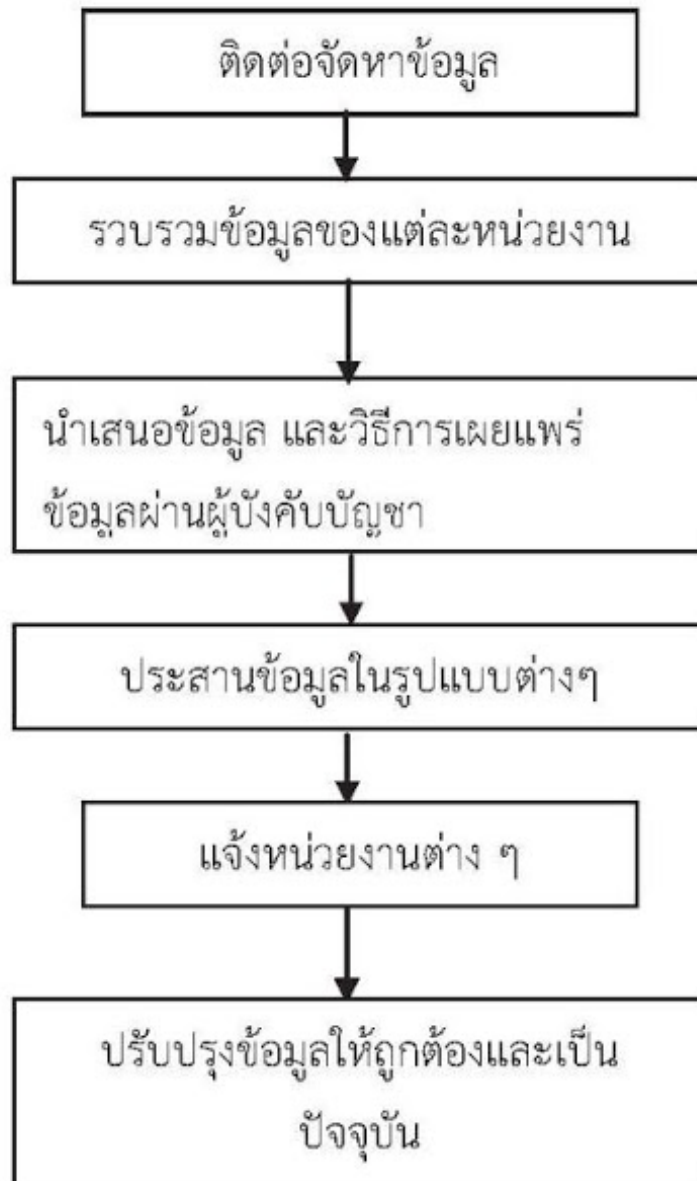 ติดต่อจัดหาข้อมูล
รวบรวมข้อมูลของแต่ละหน่วยงาน
นำเสนอข้อมูล และวิธีการเผยแพร่
ข้อมูลผ่านผู้บังคับบัญชา
ประสานข้อมูลในรูปแบบต่างๆ
แจ้งหน่วยงานต่าง ๆ
ปรับปรุงข้อมูลให้ถูกต้องและเป็น
ปัจจุบัน